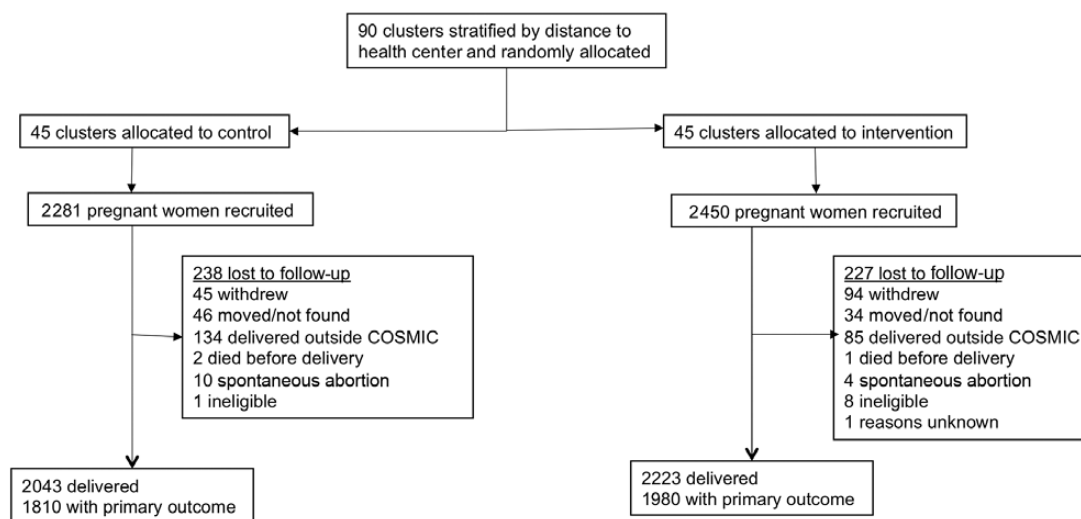 90 clusters stratified by distance to
health center and randomly allocated
45 clusters allocated to control
45 clusters allocated to intervention
2281 pregnant women recruited
2450 pregnant women recruited
238 lost to follow-up
45 withdrew
46 moved/not found
134 delivered outside COSMIC
2 died before delivery
10 spontaneous abortion
1 ineligible
227 lost to follow-up
94 withdrew
34 moved/not found
85 delivered outside COSMIC
1 died before delivery
4 spontaneous abortion
8 ineligible
1 reasons unknown
2043 delivered
1810 with primary outcome
2223 delivered
1980 with primary outcome